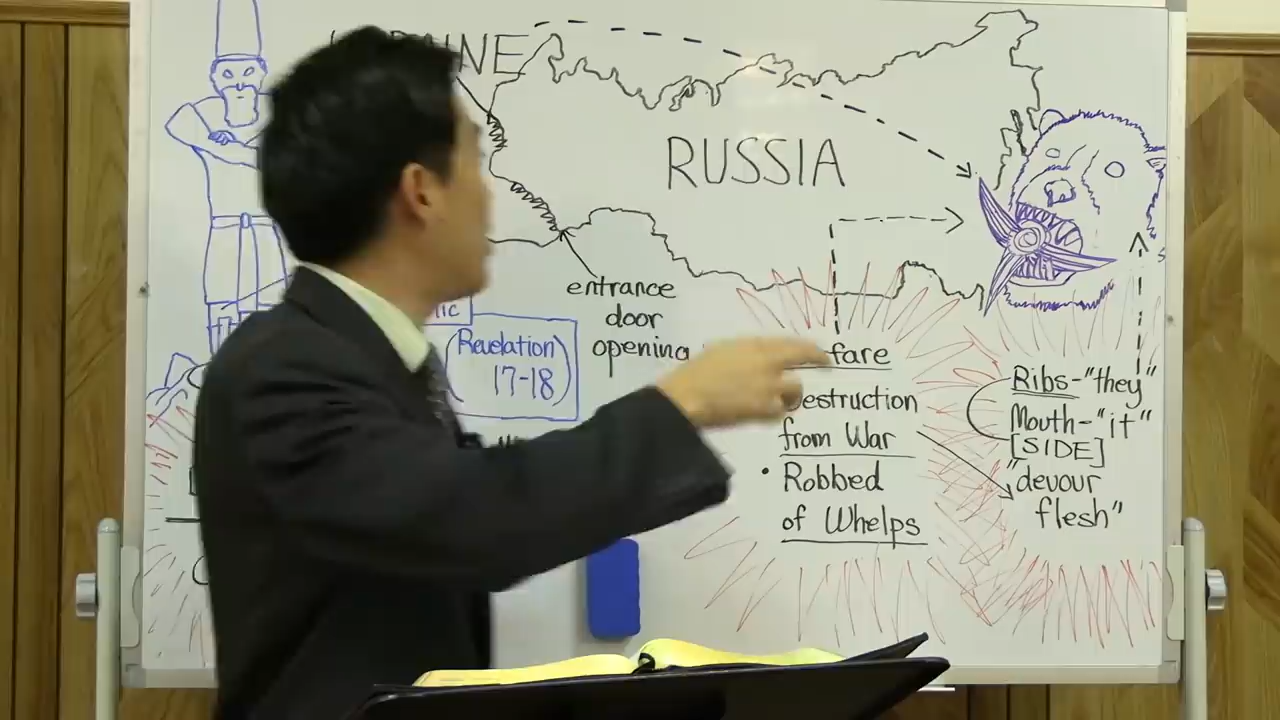 RUSSIA
entrance
door
opening
(Revelation)
17-18
Destruction
from War
• Robbed
of Whelps
Ribs-"they"
Mouth-"it"
[SIDE]
"devour
flesh"